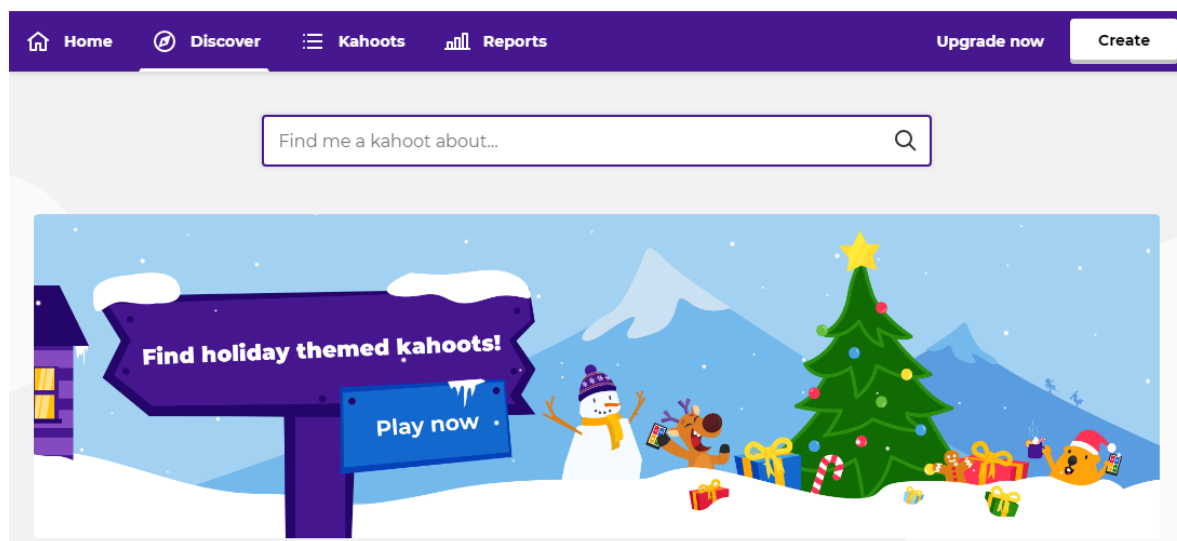 Home Discover Kahoots Reports Upgrade now Create
Find me a kahoot about...
Find holiday themed kahoots!
Play now